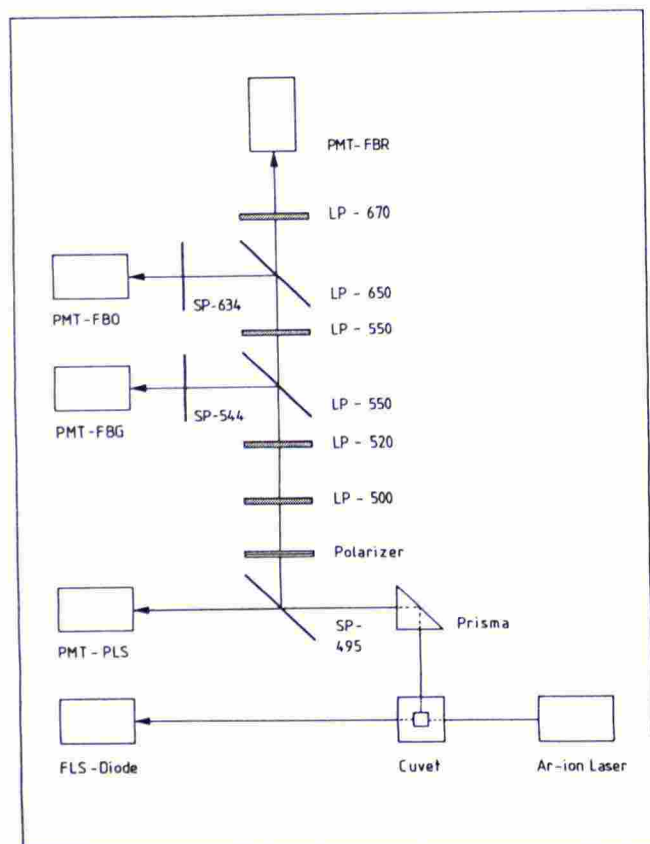 PMT-FBR
LP - 670
LP - 650
SP-634
PMT-FBO
LP - 550
LP - 550
SP-544
PMT-FBG
LP - 520
LP - 500
Polarizer
SP-
495
Prisma
PMT - PLS
FLS-Diode
Cuvet
Ar-ion Laser